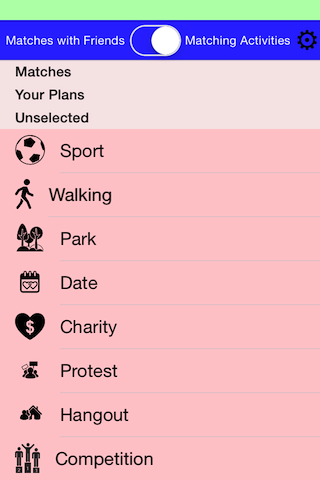 Matches with Friends Matching Activities
Matches
Your Plans
Unselected
Sport
Walking
Park
Date
$ Charity
Protest
Hangout
Competition